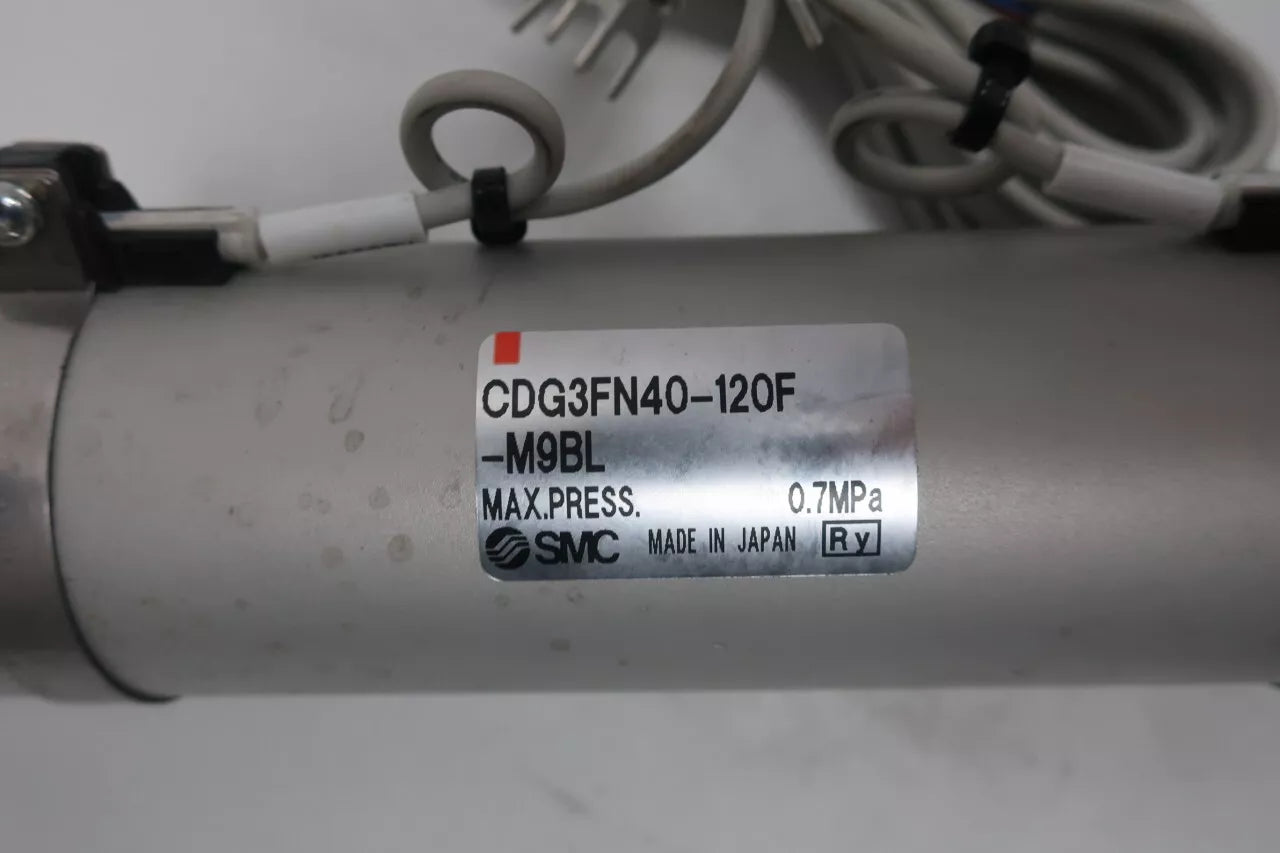 CDG3FN40-120F
-M9BL
MAX.PRESS. 0.7MPa
SMC MADE IN JAPAN Ry